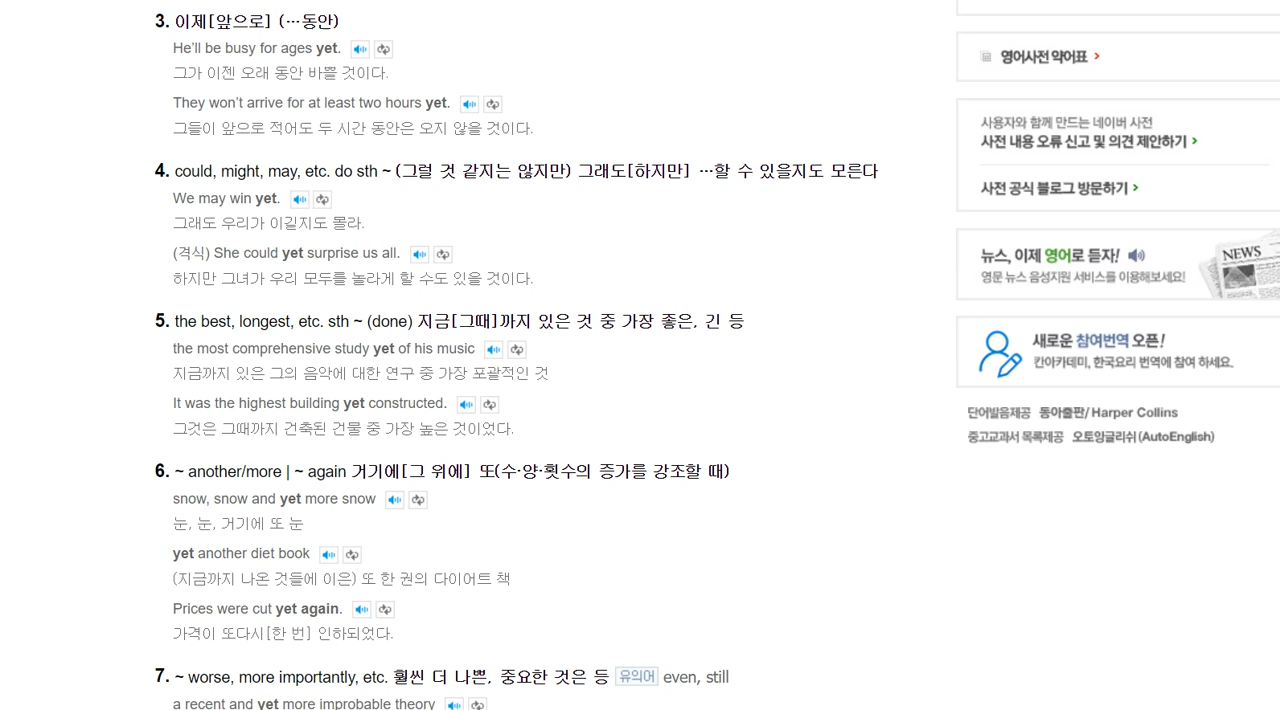 3. 이제[앞으로] (…동안)
He’ll be busy for ages yet.
그가 이젠 오래 동안 바쁠 것이다.
They won’t arrive for at least two hours yet.
그들이 앞으로 적어도 두 시간 동안은 오지 않을 것이다.
4. could, might, may, etc. do sth ~ (그럴 것 같지는 않지만) 그래도[하지만] …할 수 있을지도 모른다
We may win yet.
그래도 우리가 이길지도 몰라.
(격식) She could yet surprise us all.
하지만 그녀가 우리 모두를 놀라게 할 수도 있을 것이다.
5. the best, longest, etc. sth ~ (done) 지금[그때]까지 있은 것 중 가장 좋은, 긴 등
the most comprehensive study yet of his music
지금까지 있은 그의 음악에 대한 연구 중 가장 포괄적인 것
It was the highest building yet constructed.
그것은 그때까지 건축된 건물 중 가장 높은 것이었다.
6. ~ another/more | ~ again 거기에[그 위에] 또(수·양·횟수의 증가를 강조할 때)
snow, snow and yet more snow
눈, 눈, 거기에 또 눈
yet another diet book
(지금까지 나온 것들에 이은) 또 한 권의 다이어트 책
Prices were cut yet again.
가격이 또다시[한 번] 인하되었다.
7. ~ worse, more importantly, etc. 훨씬 더 나쁜, 중요한 것은 등 유의어 even, still
a recent and yet more improbable theory
영어사전 약어표 >
사용자와 함께 만드는 네이버 사전
사전 내용 오류 신고 및 의견 제안하기 >
사전 공식 블로그 방문하기 >
뉴스, 이제 영어로 듣자!
영문 뉴스 음성지원 서비스를 이용해보세요!
NEWS
새로운 참여번역 오픈!
칸아카데미, 한국요리 번역에 참여 하세요.
단어발음제공 동아출판/ Harper Collins
중고교과서 목록제공 오토잉글리쉬(AutoEnglish)